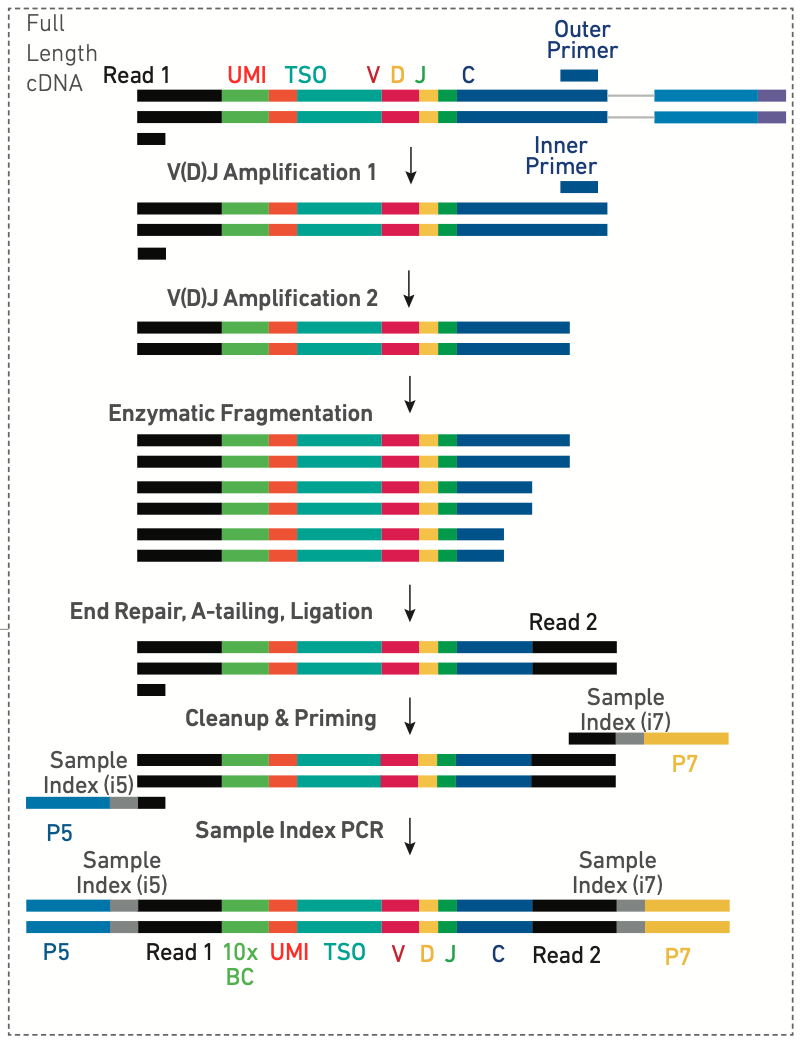 Full
Length
cDNA
Outer
Primer
Read 1 UMI TSO V D J C
Inner
Primer
V(D)J Amplification 1
V(D)J Amplification 2
Enzymatic Fragmentation
End Repair, A-tailing, Ligation
Read 2
Cleanup & Priming
Sample
Index (i7)
P7
Sample
Index (i5)
P5
Sample Index PCR
Sample
Index (i5)
Sample
Index (i7)
P5 Read 1 10x
BC UMI TSO V D J C Read 2 P7